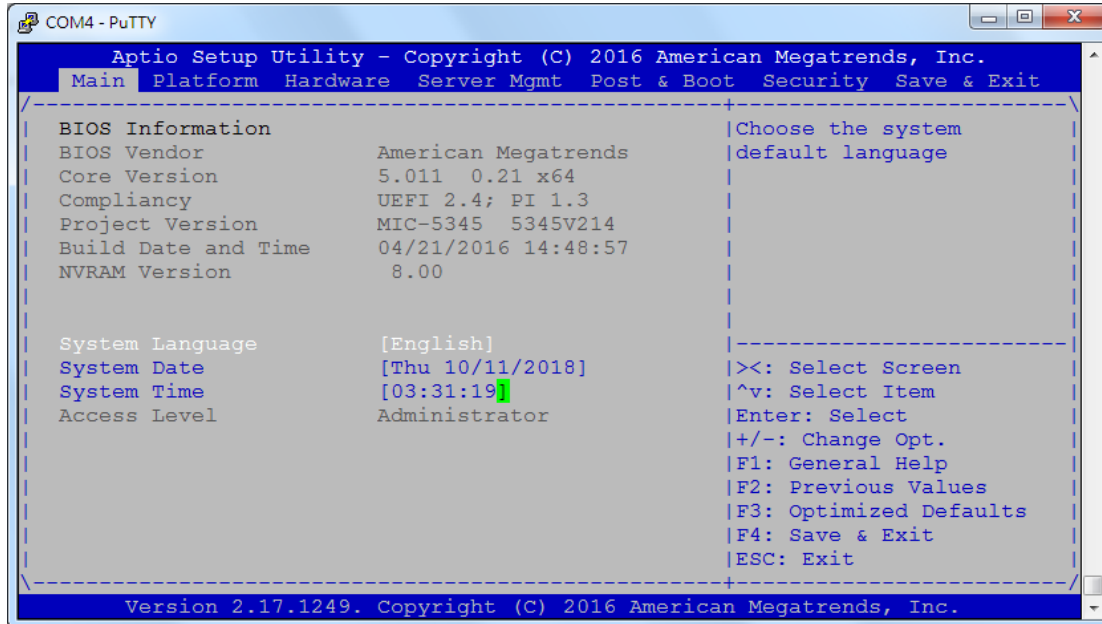 COM4 - PuTTY
Aptio Setup Utility - Copyright (C) 2016 American Megatrends, Inc.
Main Platform Hardware Server Mgmt Post & Boot Security Save & Exit
/-----------------------------------------------------+-------------------------\
BIOS Information |Choose the system
BIOS Vendor American Megatrends |default language
Core Version 5.011 0.21 x64
Compliancy UEFI 2.4; PI 1.3
Project Version MIC-5345 5345V214
Build Date and Time 04/21/2016 14:48:57
NVRAM Version 8.00
System Language [English] |-------------------------|
System Date [Thu 10/11/2018] |><: Select Screen
System Time [03:31:19] |^v: Select Item
Access Level Administrator |Enter: Select
|+/-: Change Opt.
|F1: General Help
|F2: Previous Values
|F3: Optimized Defaults
|F4: Save & Exit
|ESC: Exit
\-----------------------------------------------------+-------------------------/
Version 2.17.1249. Copyright (C) 2016 American Megatrends, Inc.